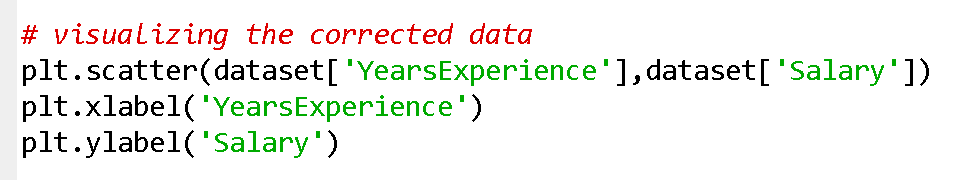 # visualizing the corrected data
plt.scatter(dataset['YearsExperience'],dataset['Salary'])
plt.xlabel('YearsExperience')
plt.ylabel('Salary')